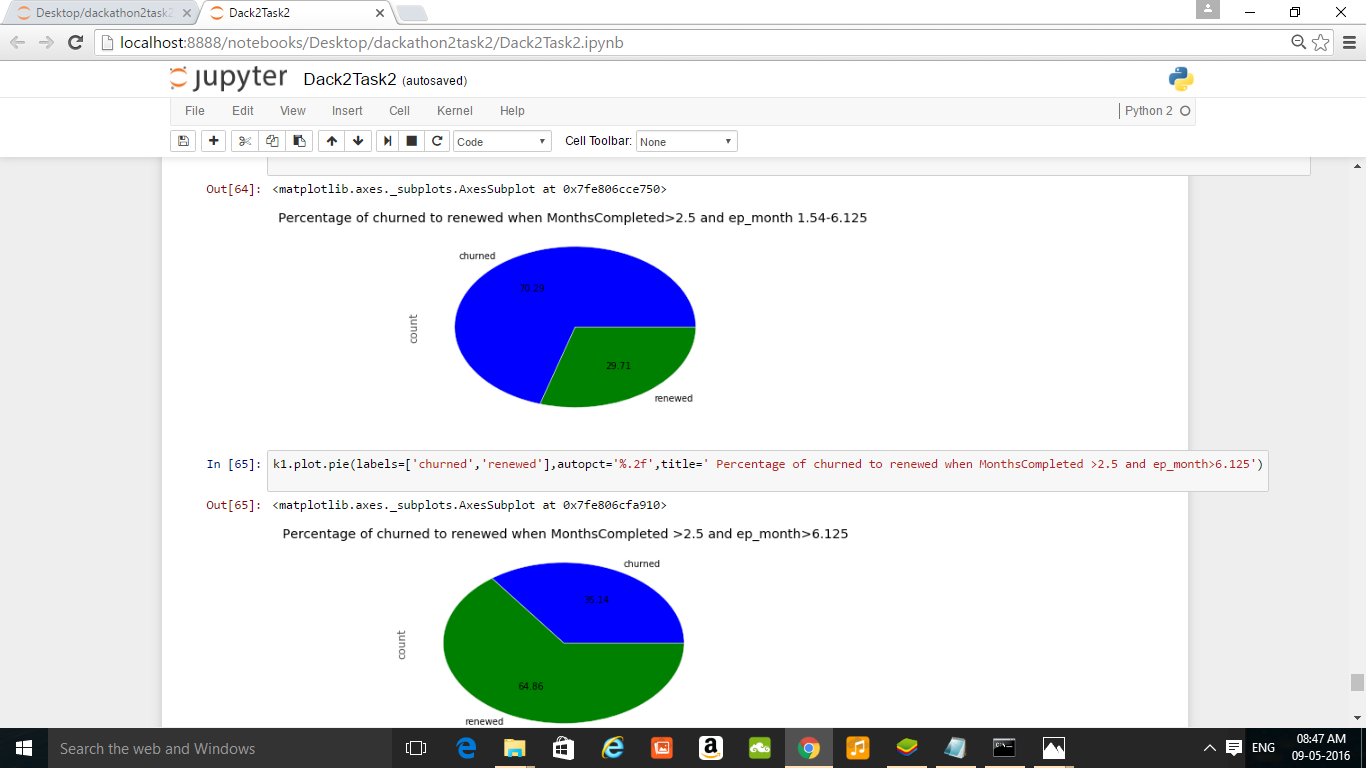 Desktop/dackathon2task2
Dack2Task2
localhost:8888/notebooks/Desktop/dackathon2task2/Dack2Task2.ipynb
jupyter Dack2Task2 (autosaved)
File Edit View Insert Cell Kernel Help Python 2
Code Cell Toolbar: None
Out[64]: <matplotlib.axes._subplots.AxesSubplot at 0x7fe806cce750>
Percentage of churned to renewed when MonthsCompleted>2.5 and ep_month 1.54-6.125
churned
70.29
count
29.71
renewed
In [65]: k1.plot.pie(labels=['churned','renewed'],autopct='%.2f',title=' Percentage of churned to renewed when MonthsCompleted >2.5 and ep_month>6.125')
Out[65]: <matplotlib.axes._subplots.AxesSubplot at 0x7fe806cfa910>
Percentage of churned to renewed when MonthsCompleted >2.5 and ep_month>6.125
churned
35.14
count
64.86
renewed
Search the web and Windows
ENG
08:47 AM
09-05-2016